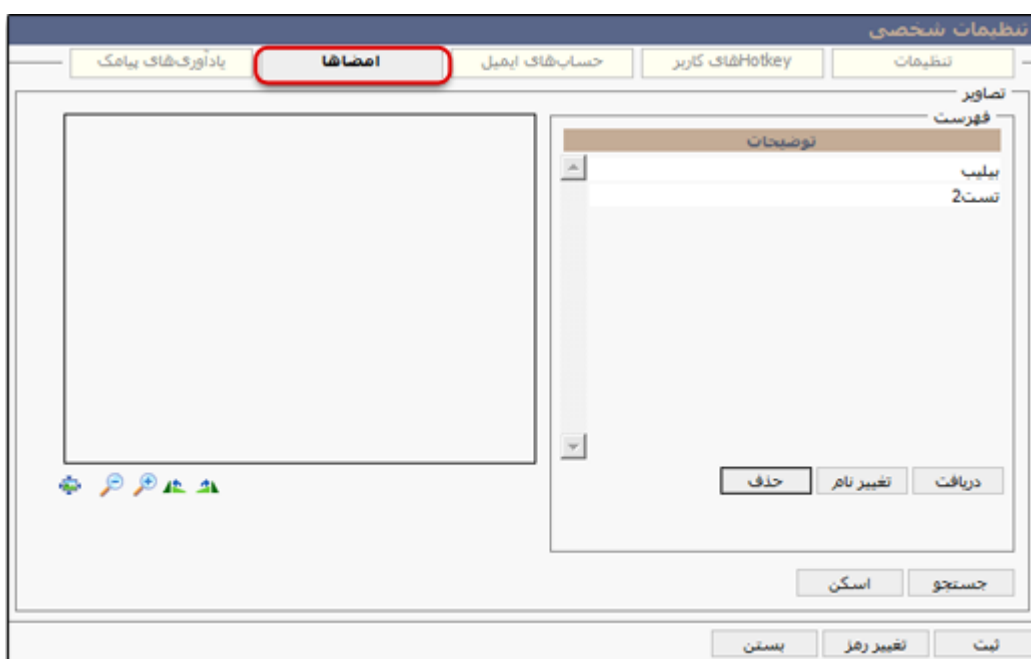 تنظیمات شخصی
تنظیمات
Hotkeyهای کاربر
حساب‌های ایمیل
امضاها
یادآوری‌های پیامک
تصاویر
فهرست
توضیحات
بیلیب
تست2
دریافت
تغییر نام
حذف
جستجو
اسکن
ثبت
تغییر رمز
بستن